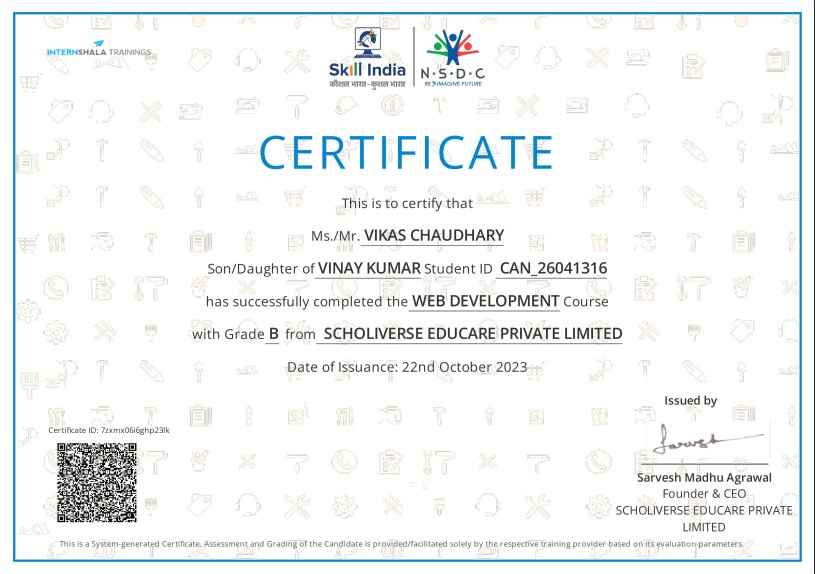 INTERNSHALA TRAININGS
Skill India
कौशल भारत-कुशल भारत
N·S·D·C
RE-IMAGINE FUTURE
CERTIFICATE
This is to certify that
Ms./Mr. VIKAS CHAUDHARY
Son/Daughter of VINAY KUMAR Student ID CAN_26041316
has successfully completed the WEB DEVELOPMENT Course
with Grade B from SCHOLIVERSE EDUCARE PRIVATE LIMITED
Date of Issuance: 22nd October 2023
Issued by
Certificate ID: 7zxmx06i6ghp23lk
Sarvesh
Sarvesh Madhu Agrawal
Founder & CEO
SCHOLIVERSE EDUCARE PRIVATE
LIMITED
This is a System-generated Certificate. Assessment and Grading of the Candidate is provided/facilitated solely by the respective training provider based on its evaluation parameters.